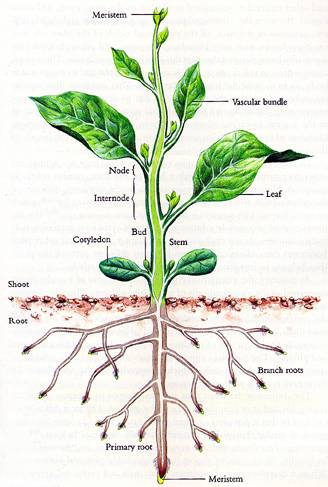 Meristem
Vascular bundle
Node
Internode
Leaf
Bud
Cotyledon
Stem
Shoot
Root
Branch roots
Primary root
Meristem